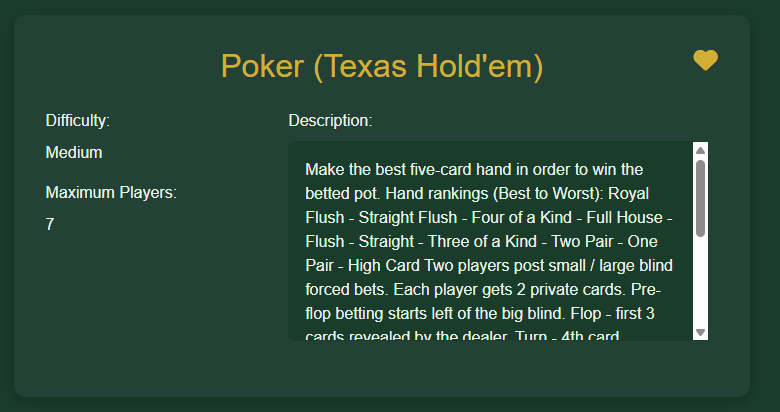 Poker (Texas Hold'em)
Difficulty:
Medium
Maximum Players:
7
Description:
Make the best five-card hand in order to win the
betted pot. Hand rankings (Best to Worst): Royal
Flush - Straight Flush - Four of a Kind - Full House -
Flush - Straight - Three of a Kind - Two Pair - One
Pair - High Card Two players post small / large blind
forced bets. Each player gets 2 private cards. Pre-
flop betting starts left of the big blind. Flop - first 3
cards revealed by the dealer. Turn - 4th card